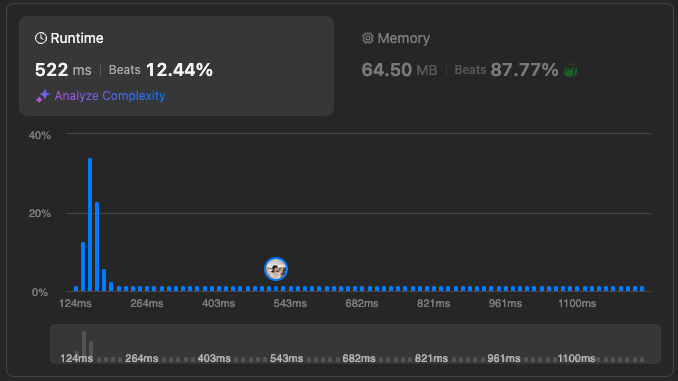 Runtime
522 ms | Beats 12.44%
Analyze Complexity
Memory
64.50 MB | Beats 87.77%
40%
20%
0%
124ms 264ms 403ms 543ms 682ms 821ms 961ms 1100ms
124ms 264ms 403ms 543ms 682ms 821ms 961ms 1100ms